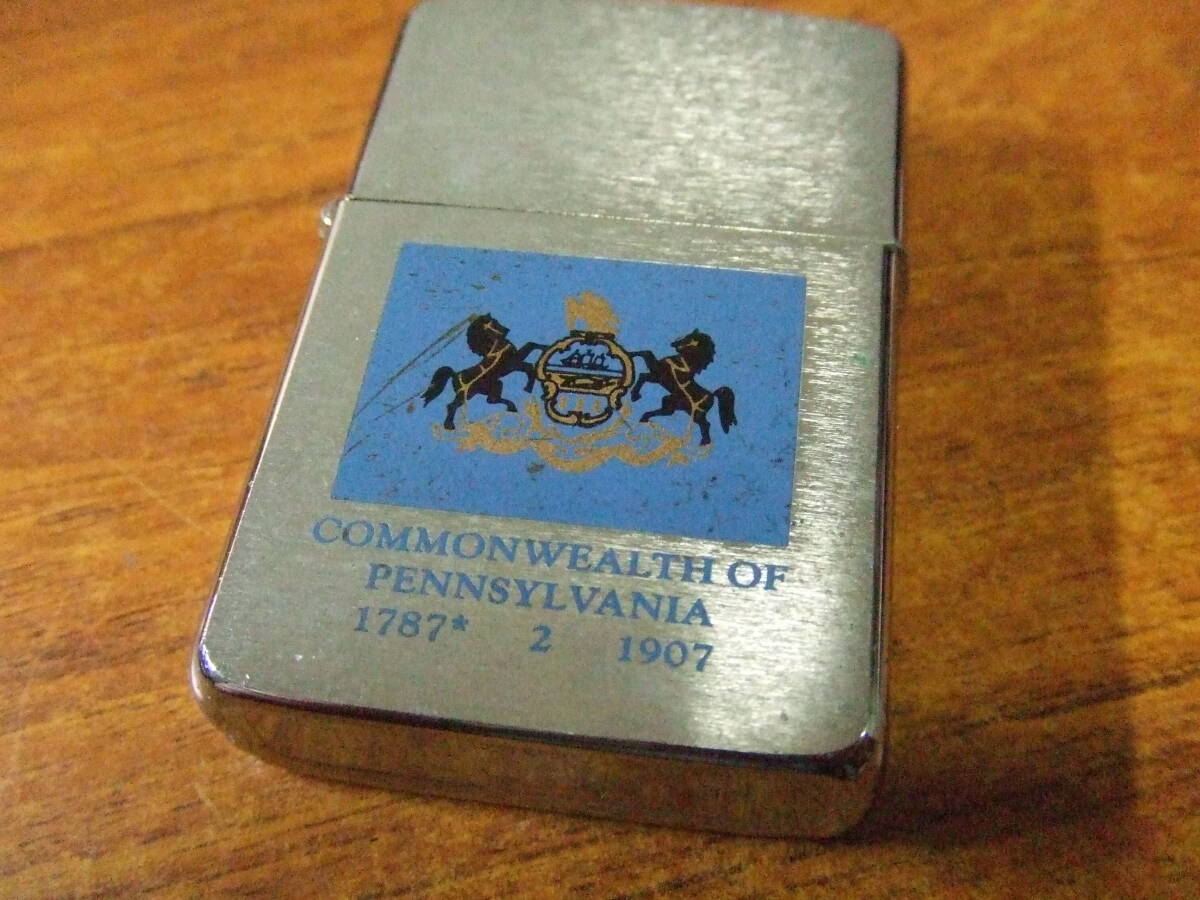 COMMONWEALTH OF
PENNSYLVANIA
1787* 2 1907